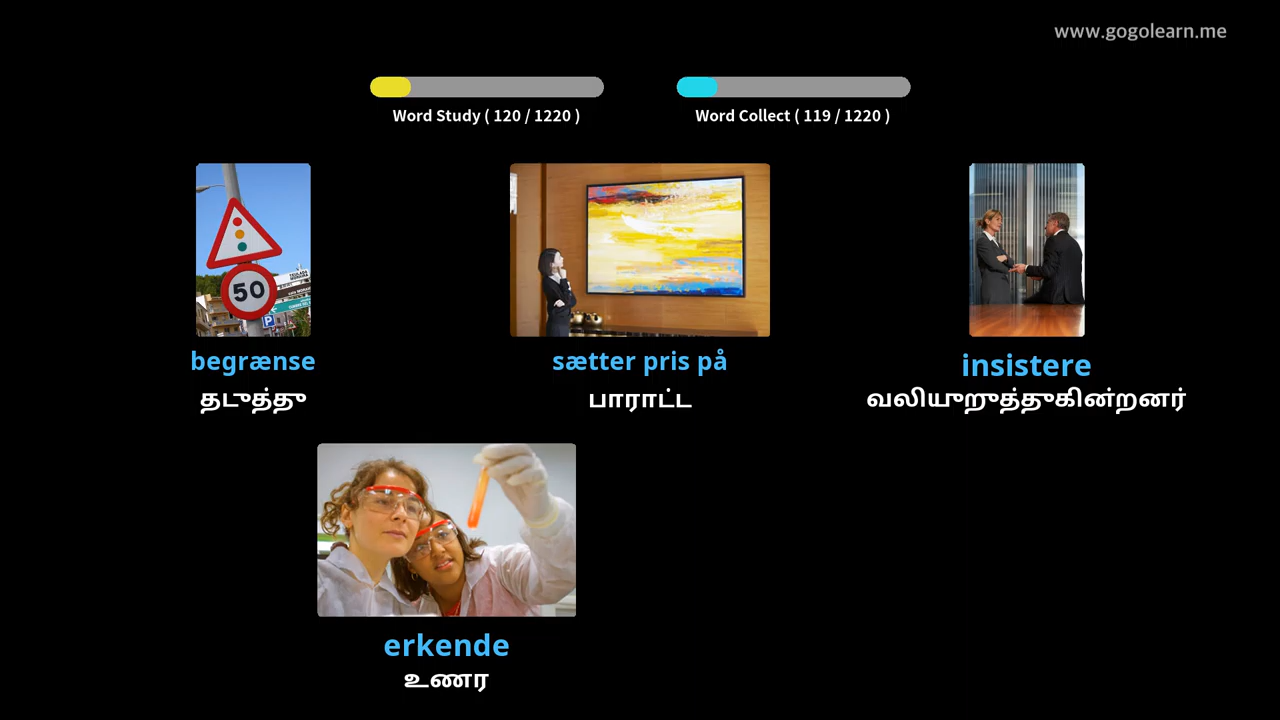 www.gogolearn.me
Word Study ( 120 / 1220 )
Word Collect ( 119 / 1220 )
50
P
begrænse
sætter pris på
insistere
தடுத்து
பாராட்ட
வலியுறுத்துகின்றனர்
erkende
உணர